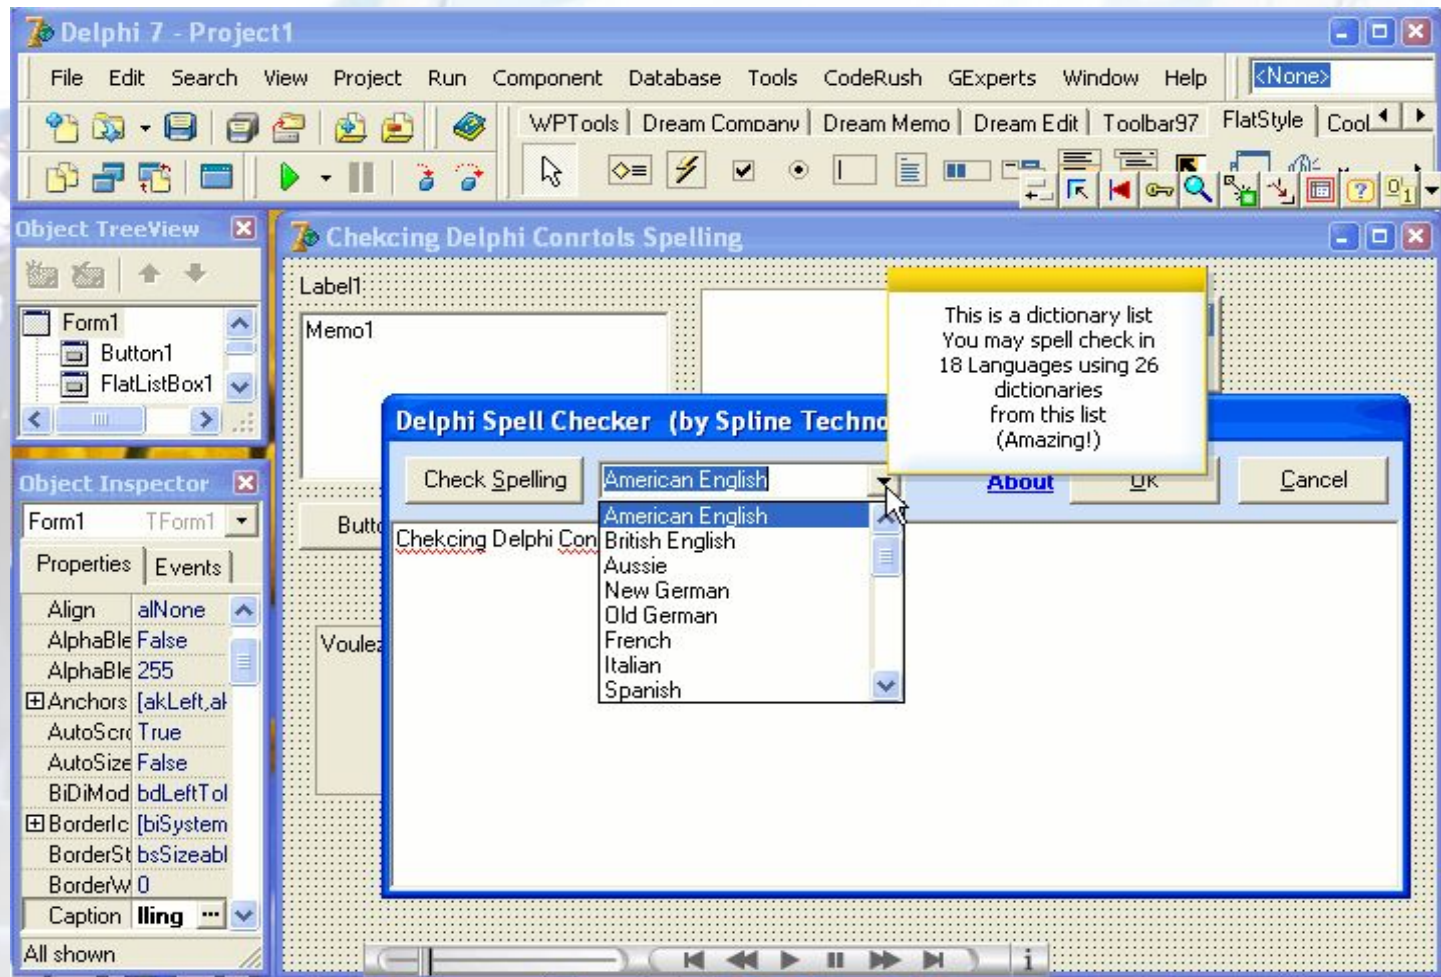 Delphi 7 - Project1
File Edit Search View Project Run Component Database Tools CodeRush GExperts Window Help <None>
WPTools Dream Company Dream Memo Dream Edit Toolbar97 FlatStyle Cool
Object TreeView
Form1
Button1
FlatListBox1
Object Inspector
Form1 TForm1
Properties Events
Align alNone
AlphaBle False
AlphaBle 255
Anchors [akLeft,ak
AutoScro True
AutoSize False
BiDiMod bdLeftTol
BorderIc [biSystem
BorderSt bsSizeabl
BorderW 0
Caption lling ...
All shown
Chekcing Delphi Conrtols Spelling
Label1
Memo1
Butto
Voulez
This is a dictionary list
You may spell check in
18 Languages using 26
dictionaries
from this list
(Amazing!)
Delphi Spell Checker (by Spline Techno
Check Spelling American English About OK Cancel
Chekcing Delphi Con
American English
British English
Aussie
New German
Old German
French
Italian
Spanish
i